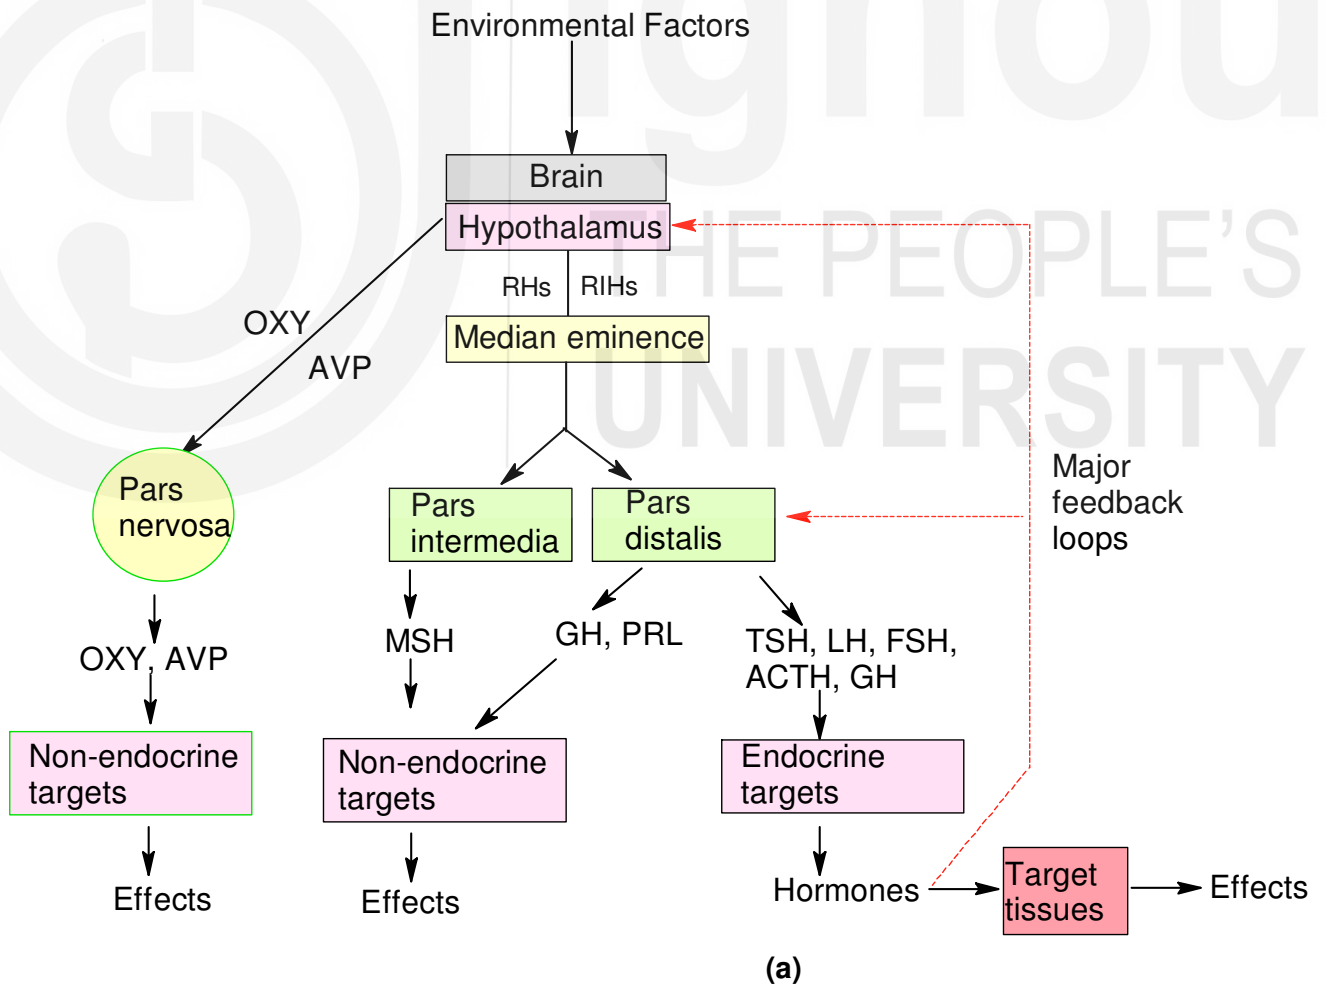 Environmental Factors
ignou
Brain
Hypothalamus
THE PEOPLE'S
RHs
RIHs
OXY
Median eminence
AVP
UNIVERSITY
Major
feedback
loops
Pars
nervosa
Pars
intermedia
Pars
distalis
OXY, AVP
MSH
GH, PRL
TSH, LH, FSH,
ACTH, GH
Non-endocrine
targets
Non-endocrine
targets
Endocrine
targets
Effects
Effects
Hormones
Target
tissues
Effects
(a)